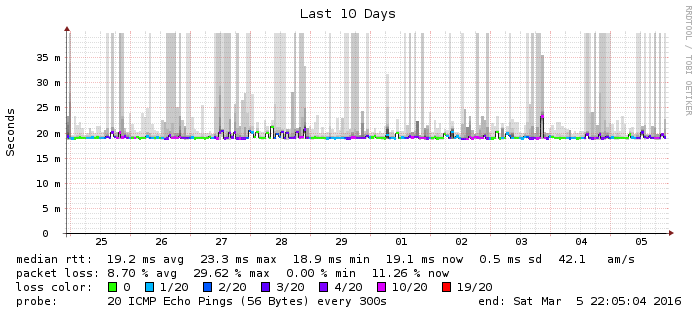 Last 10 Days
RRDTOOL / TOBI OETIKER
Seconds
35 m
30 m
25 m
20 m
15 m
10 m
5 m
0
25 26 27 28 29 01 02 03 04 05
median rtt: 19.2 ms avg 23.3 ms max 18.9 ms min 19.1 ms now 0.5 ms sd 42.1 am/s
packet loss: 8.70 % avg 29.62 % max 0.00 % min 11.26 % now
loss color: 0 1/20 2/20 3/20 4/20 10/20 19/20
probe: 20 ICMP Echo Pings (56 Bytes) every 300s end: Sat Mar 5 22:05:04 2016